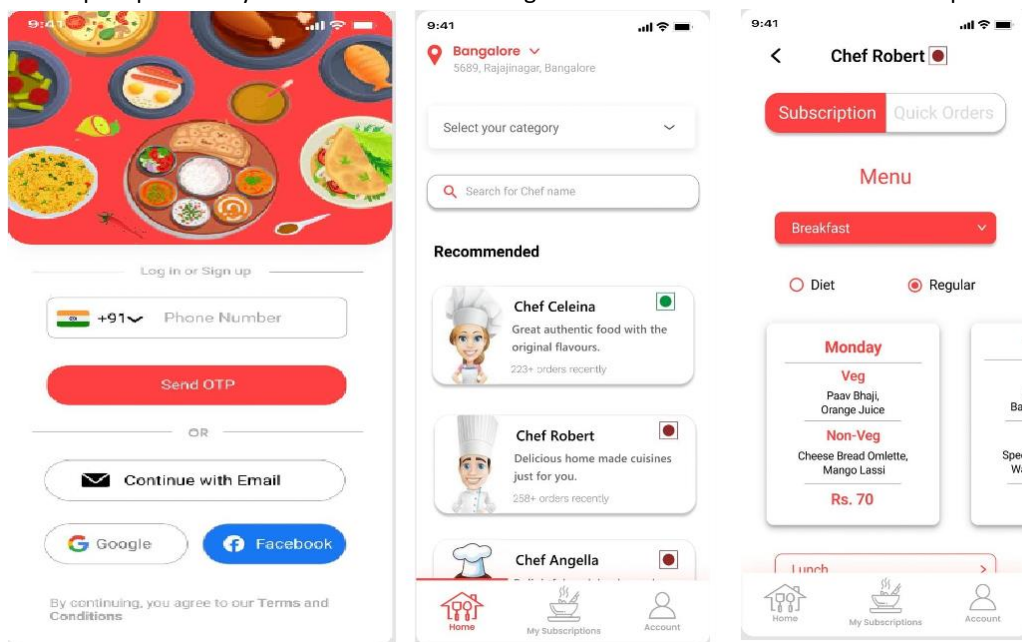 9:41
Log in or Sign up
+91 Phone Number
Send OTP
OR
Continue with Email
Google
Facebook
By continuing, you agree to our Terms and
Conditions
9:41
Bangalore
5689, Rajajinagar, Bangalore
Select your category
Search for Chef name
Recommended
Chef Celeina
Great authentic food with the
original flavours.
223+ orders recently
Chef Robert
Delicious home made cuisines
just for you.
258+ orders recently
Chef Angella
Home
My Subscriptions
Account
9:41
Chef Robert
Subscription
Quick Orders
Menu
Breakfast
Diet
Regular
Monday
Veg
Paav Bhaji,
Orange Juice
Non-Veg
Cheese Bread Omlette,
Mango Lassi
Rs. 70
Ba
Spe
Wa
Lunch
Home
My Subscriptions
Account